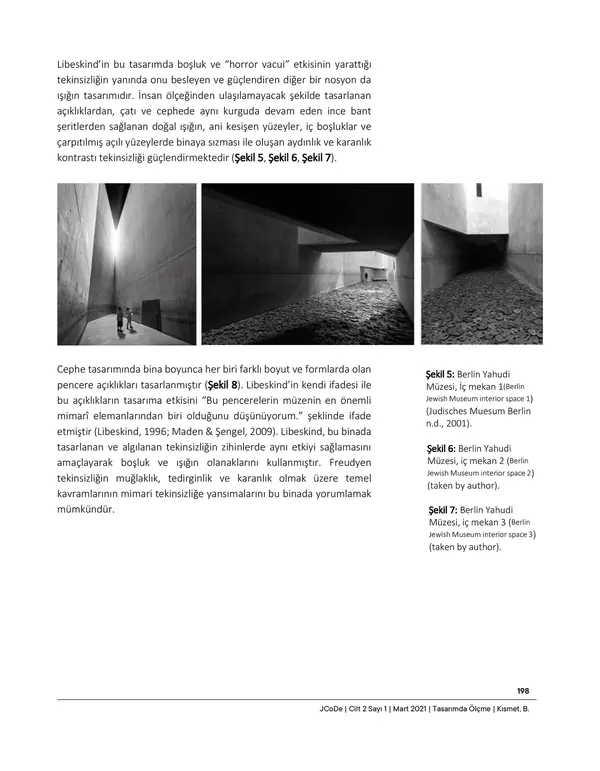 Libeskind'in bu tasarımda boşluk ve “horror vacui” etkisinin yarattığı
tekinsizliğin yanında onu besleyen ve güçlendiren diğer bir nosyon da
ışığın tasarımıdır. İnsan ölçeğinden ulaşılamayacak şekilde tasarlanan
açıklıklardan, çatı ve cephede aynı kurguda devam eden ince bant
şeritlerden sağlanan doğal ışığın, ani kesişen yüzeyler, iç boşluklar ve
çarpıtılmış açılı yüzeylerde binaya sızması ile oluşan aydınlık ve karanlık
kontrastı tekinsizliği güçlendirmektedir (Şekil 5, Şekil 6, Şekil 7).
Cephe tasarımında bina boyunca her biri farklı boyut ve formlarda olan
pencere açıklıkları tasarlanmıştır (Şekil 8). Libeskind'in kendi ifadesi ile
bu açıklıkların tasarıma etkisini “Bu pencerelerin müzenin en önemli
mimarî elemanlarından biri olduğunu düşünüyorum.” şeklinde ifade
etmiştir (Libeskind, 1996; Maden & Şengel, 2009). Libeskind, bu binada
tasarlanan ve algılanan tekinsizliğin zihinlerde aynı etkiyi sağlamasını
amaçlayarak boşluk ve ışığın olanaklarını kullanmıştır. Freudyen
tekinsizliğin muğlaklık, tedirginlik ve karanlık olmak üzere temel
kavramlarının mimari tekinsizliğe yansımalarını bu binada yorumlamak
mümkündür.
Şekil 5: Berlin Yahudi
Müzesi, İç mekan 1(Berlin
Jewish Museum interior space 1)
(Judisches Muesum Berlin
n.d., 2001).
Şekil 6: Berlin Yahudi
Müzesi, iç mekan 2 (Berlin
Jewish Museum interior space 2)
(taken by author).
Şekil 7: Berlin Yahudi
Müzesi, iç mekan 3 (Berlin
Jewish Museum interior space 3)
(taken by author).
198
JCoDe | Cilt 2 Sayı 1 | Mart 2021 | Tasarımda Ölçme | Kısmet, B.